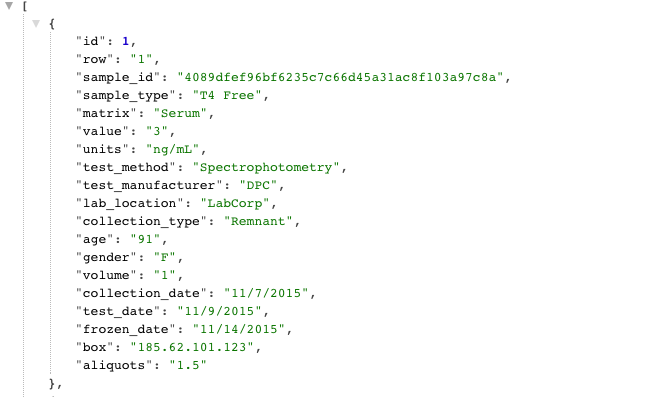 [
{
"id": 1,
"row": "1",
"sample_id": "4089dfef96bf6235c7c66d45a31ac8f103a97c8a",
"sample_type": "T4 Free",
"matrix": "Serum",
"value": "3",
"units": "ng/mL",
"test_method": "Spectrophotometry",
"test_manufacturer": "DPC",
"lab_location": "LabCorp",
"collection_type": "Remnant",
"age": "91",
"gender": "F",
"volume": "1",
"collection_date": "11/7/2015",
"test_date": "11/9/2015",
"frozen_date": "11/14/2015",
"box": "185.62.101.123",
"aliquots": "1.5"
},